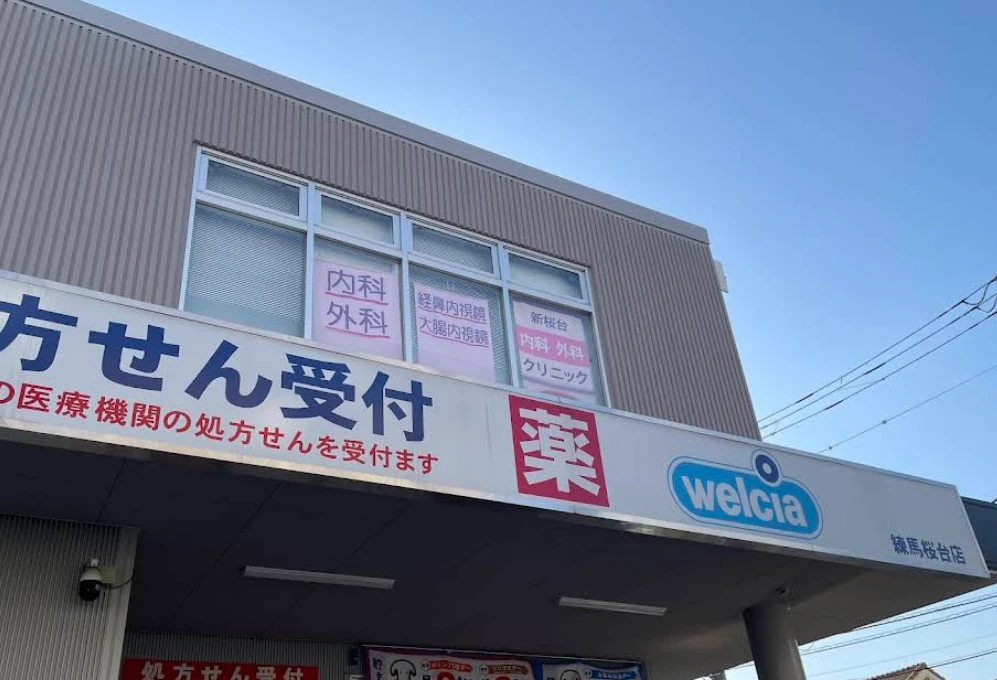 内科
外科
経鼻内視鏡
大腸内視鏡
新桜台
内科 外科
クリニック
方せん受付
の医療機関の処方せんを受付ます
薬
welcia
練馬桜台店
処方せん受付